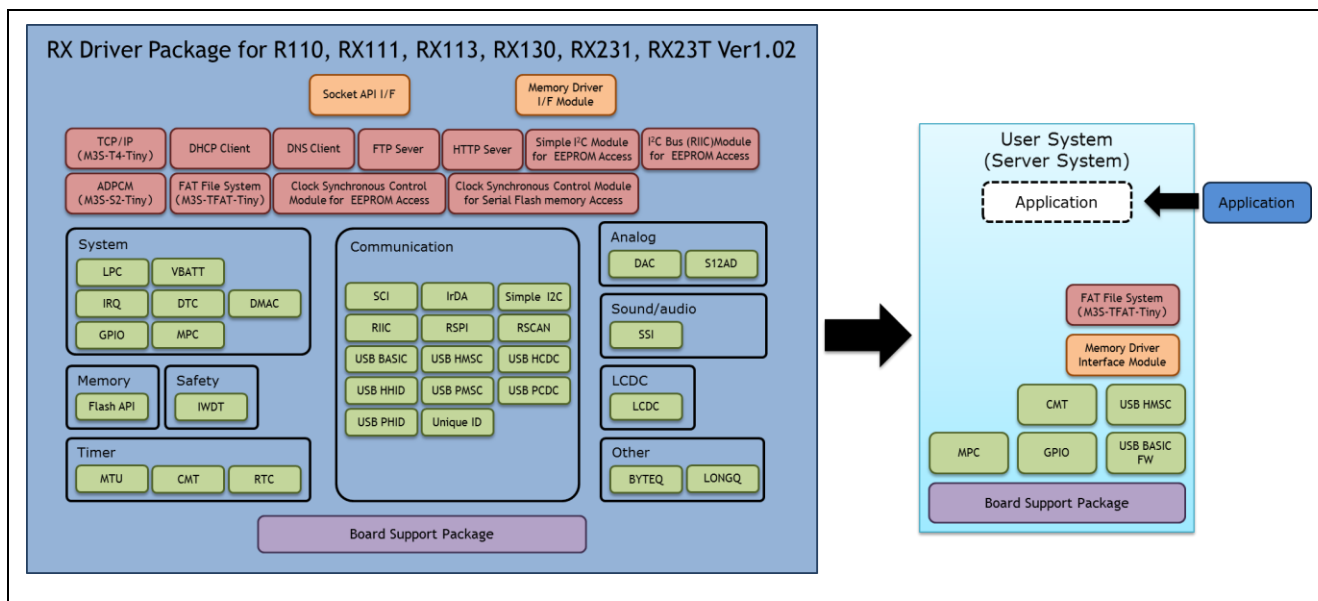 RX Driver Package for R110, RX111, RX113, RX130, RX231, RX23T Ver1.02
Socket API I/F
Memory Driver
I/F Module
TCP/IP
(M3S-T4-Tiny)
DHCP Client
DNS Client
FTP Sever
HTTP Sever
Simple I²C Module
for EEPROM Access
I²C Bus (RIIC)Module
for EEPROM Access
ADPCM
(M3S-S2-Tiny)
FAT File System
(M3S-TFAT-Tiny)
Clock Synchronous Control
Module for EEPROM Access
Clock Synchronous Control Module
for Serial Flash memory Access
System
LPC
VBATT
IRQ
DTC
DMAC
GPIO
MPC
Memory
Flash API
Safety
IWDT
Timer
MTU
CMT
RTC
Communication
SCI
IrDA
Simple I2C
RIIC
RSPI
RSCAN
USB BASIC
USB HMSC
USB HCDC
USB HHID
USB PMSC
USB PCDC
USB PHID
Unique ID
Analog
DAC
S12AD
Sound/audio
SSI
LCDC
LCDC
Other
BYTEQ
LONGQ
Board Support Package
User System
(Server System)
Application
Application
FAT File System
(M3S-TFAT-Tiny)
Memory Driver
Interface Module
CMT
USB HMSC
MPC
GPIO
USB BASIC
FW
Board Support Package